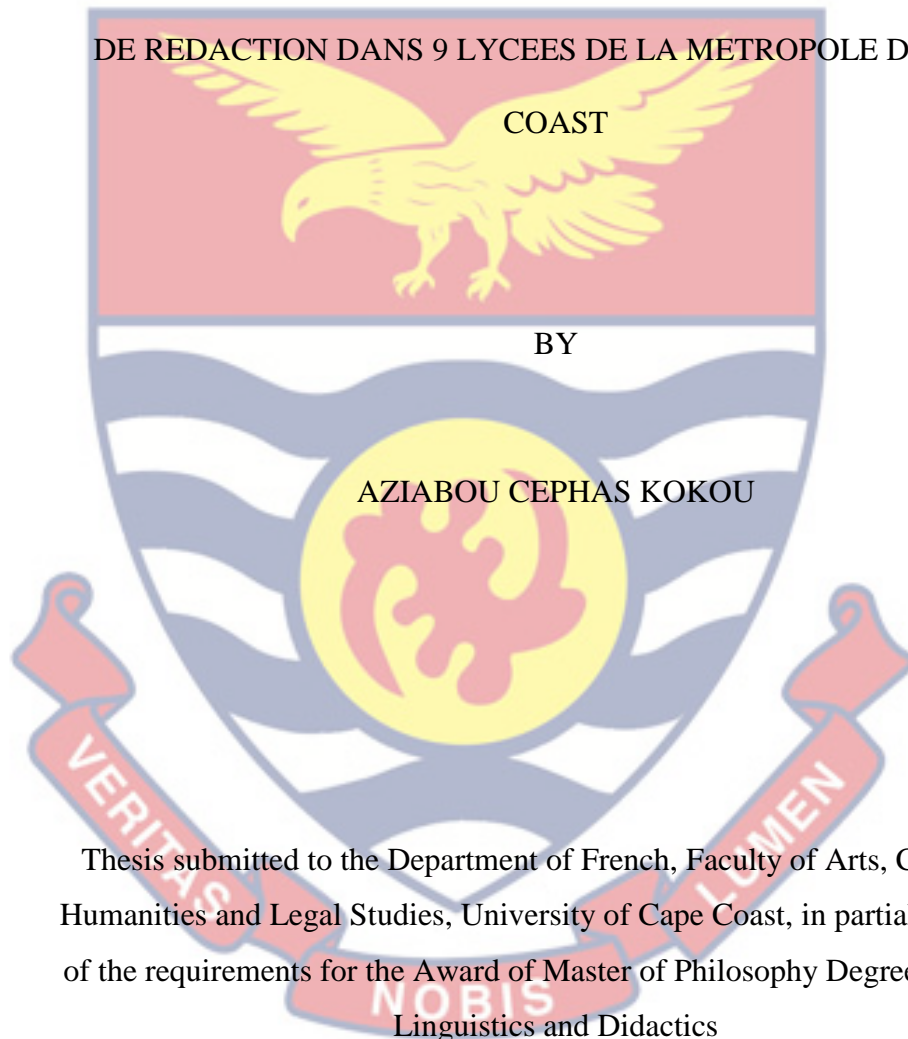 DE REDACTION DANS 9 LYCEES DE LA METROPOLE D
COAST
BY
AZIABOU CEPHAS KOKOU
VERITAS
NOBIS
LUMEN
Thesis submitted to the Department of French, Faculty of Arts, C
Humanities and Legal Studies, University of Cape Coast, in partia
of the requirements for the Award of Master of Philosophy Degree
Linguistics and Didactics